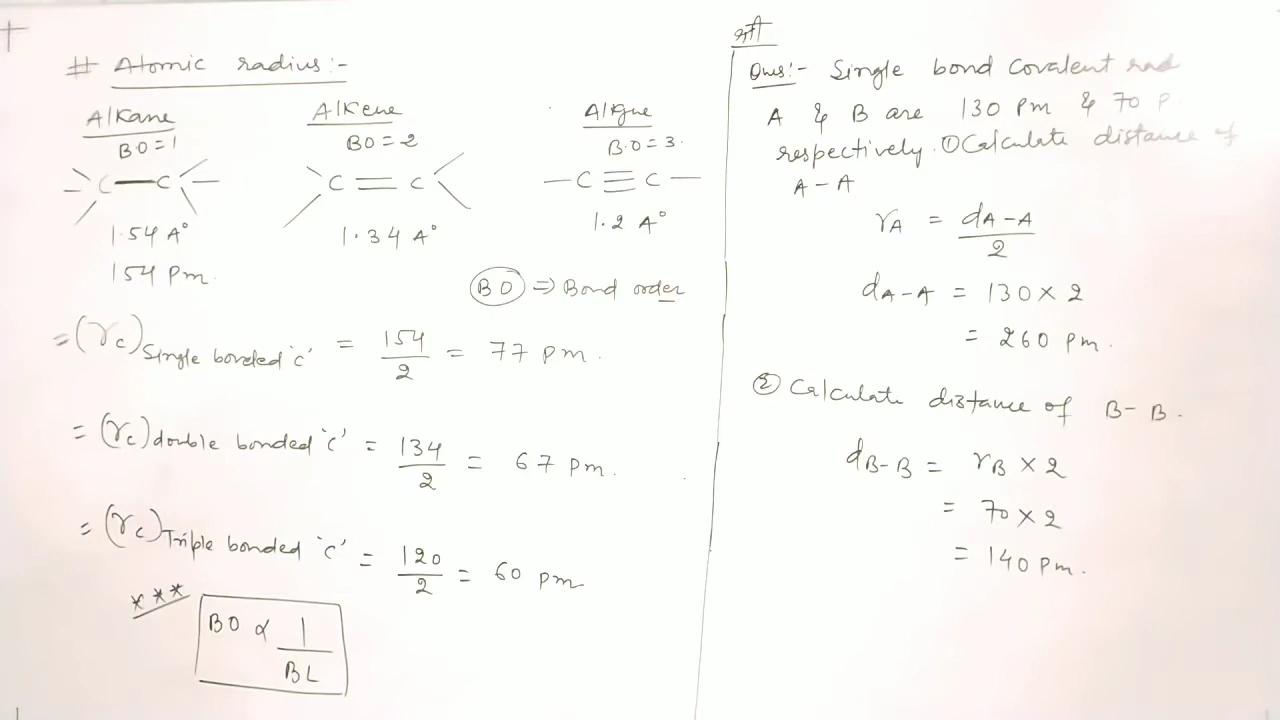 # Atomic radius:-
Alkane Alkene Alkyne
BO=1 BO=2 B.O=3.
C—C C=C —C≡C—
1.54 A° 1.34 A° 1.2 A°
154 Pm.
BO ⇒ Bond order
= (rc) Single bonded 'c' = 154/2 = 77 pm.
= (rc) double bonded 'c' = 134/2 = 67 pm.
= (rc) Triple bonded 'c' = 120/2 = 60 pm
***
BO ∝ 1/BL
Ques:- Single bond Covalent rad
A & B are 130 Pm & 70 P
respectively. ① Calculate distance of
A-A
rA = dA-A/2
dA-A = 130×2
= 260 pm.
② Calculate distance of B-B.
dB-B = rB × 2
= 70×2
= 140 pm.